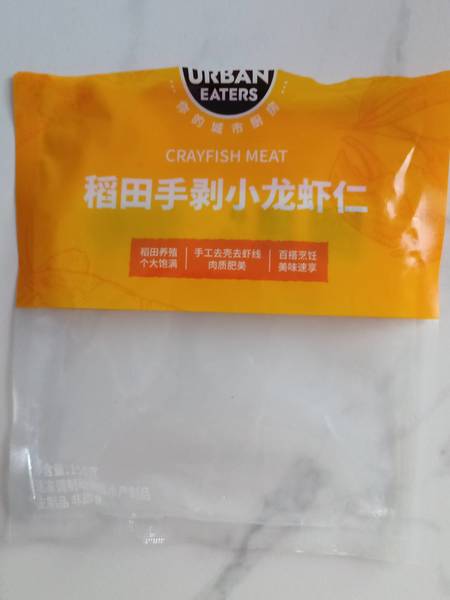 URBAN
EATERS
你的城市厨房
CRAYFISH MEAT
稻田手剥小龙虾仁
稻田养殖
个大饱满
手工去壳去虾线
肉质肥美
百搭烹饪
美味速享